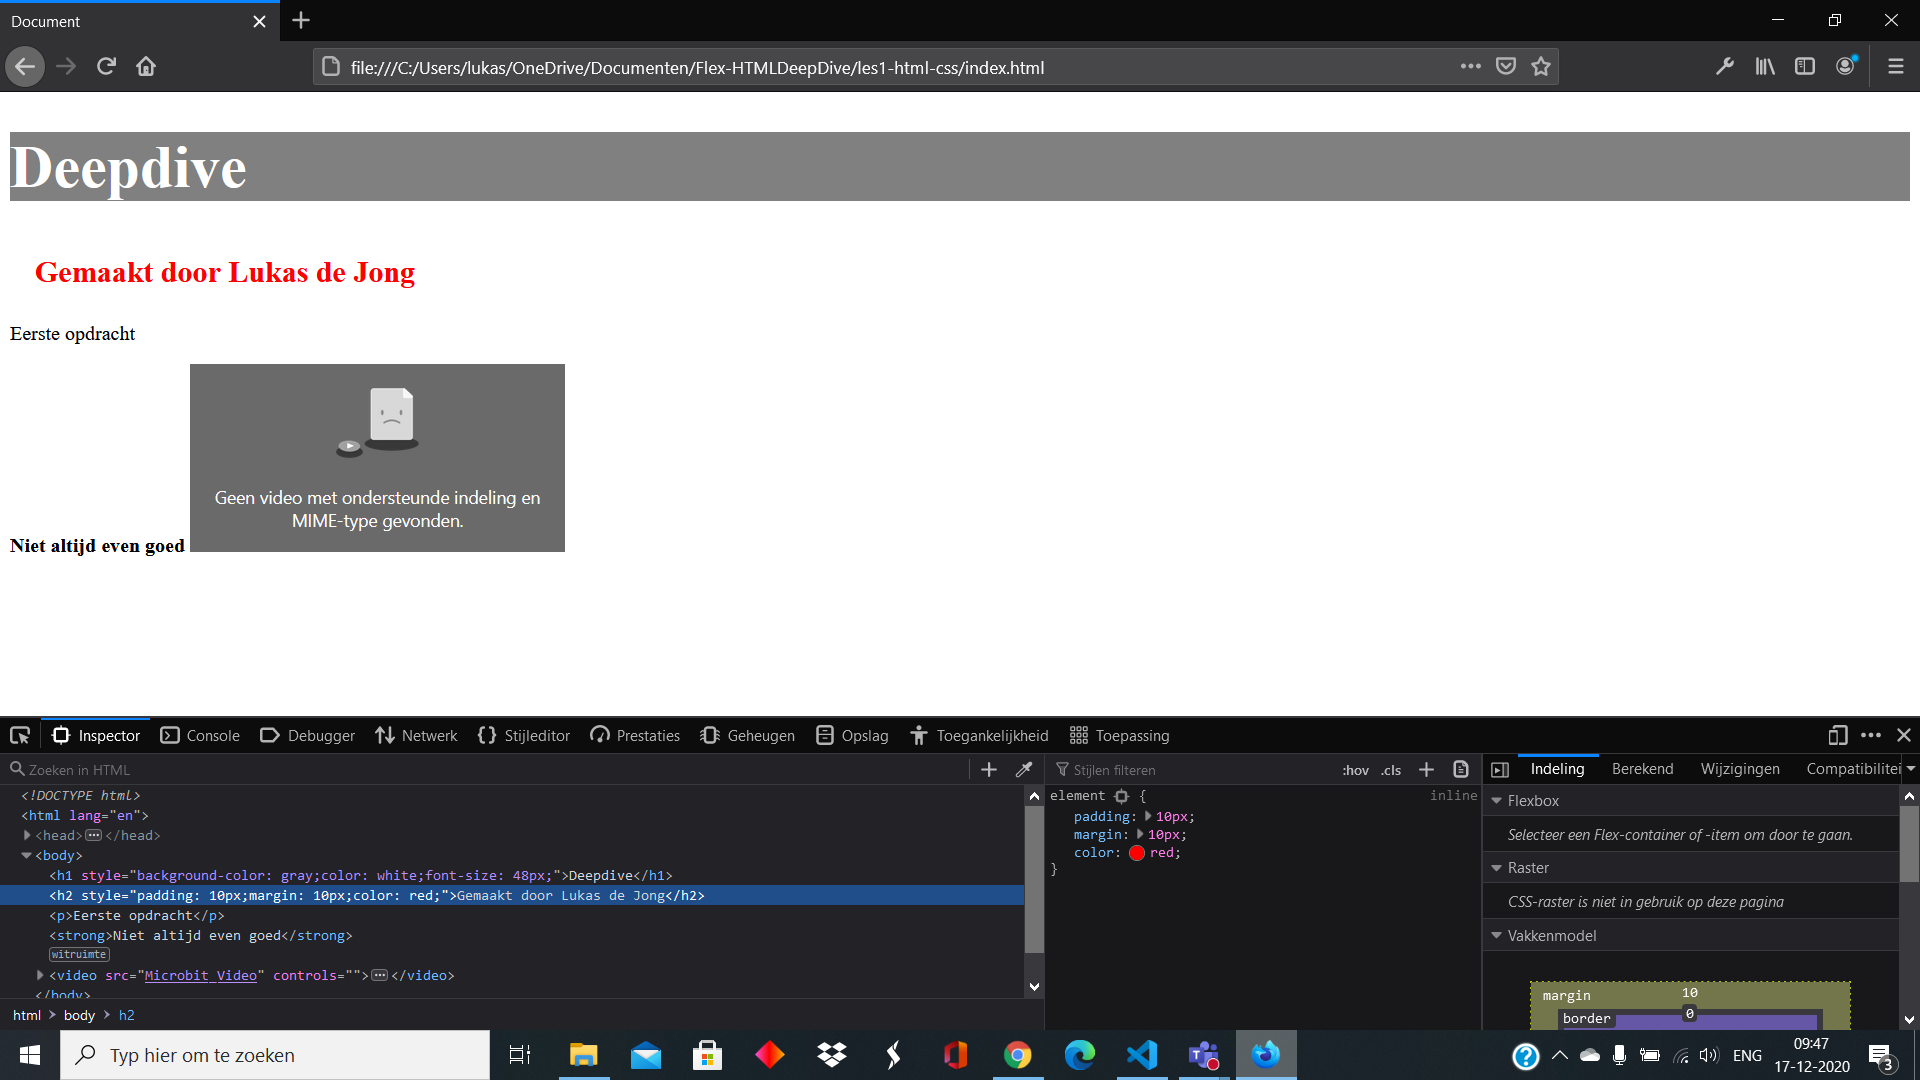 Document
file:///C:/Users/lukas/OneDrive/Documenten/Flex-HTMLDeepDive/les1-html-css/index.html
Deepdive
Gemaakt door Lukas de Jong
Eerste opdracht
Geen video met ondersteunde indeling en
MIME-type gevonden.
Niet altijd even goed
Inspector Console Debugger Netwerk Stijleditor Prestaties Geheugen Opslag Toegankelijkheid Toepassing
Zoeken in HTML
<!DOCTYPE html>
<html lang="en">
<head></head>
<body>
<h1 style="background-color: gray;color: white;font-size: 48px;">Deepdive</h1>
<h2 style="padding: 10px;margin: 10px;color: red;">Gemaakt door Lukas de Jong</h2>
<p>Eerste opdracht</p>
<strong>Niet altijd even goed</strong>
witruimte
<video src="Microbit_Video" controls=""></video>
</body>
html body h2
Stijlen filteren :hov .cls
element { inline
padding: 10px;
margin: 10px;
color: red;
}
Indeling Berekend Wijzigingen Compatibilitei
Flexbox
Selecteer een Flex-container of -item om door te gaan.
Raster
CSS-raster is niet in gebruik op deze pagina
Vakkenmodel
margin 10
border 0
Typ hier om te zoeken
ENG
09:47
17-12-2020
3